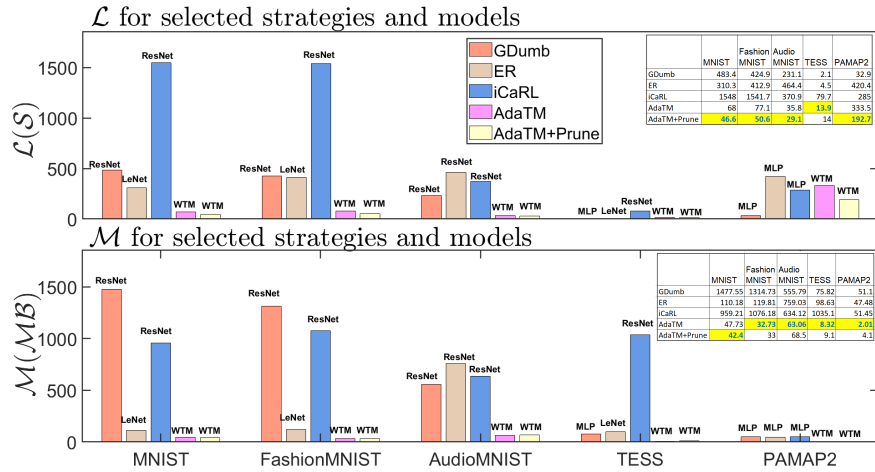 ℒ for selected strategies and models
ℒ(𝒮)
1500
1000
500
0
ResNet LeNet ResNet WTM WTM
ResNet LeNet ResNet WTM WTM
ResNet ResNet ResNet WTM WTM
MLP LeNet ResNet WTM WTM
MLP MLP MLP WTM WTM
GDumb
ER
iCaRL
AdaTM
AdaTM+Prune
MNIST Fashion MNIST Audio MNIST TESS PAMAP2
GDumb 483.4 424.9 231.1 2.1 32.9
ER 310.3 412.9 464.4 4.5 420.4
iCaRL 1548 1541.7 370.9 79.7 285
AdaTM 68 77.1 35.8 13.9 333.5
AdaTM+Prune 46.6 50.6 29.1 14 192.7
ℳ for selected strategies and models
ℳ(ℳℬ)
1500
1000
500
0
ResNet LeNet ResNet WTM WTM
ResNet LeNet ResNet WTM WTM
ResNet ResNet ResNet WTM WTM
MLP LeNet ResNet WTM WTM
MLP MLP MLP WTM WTM
MNIST Fashion MNIST Audio MNIST TESS PAMAP2
GDumb 1477.55 1314.73 555.79 75.82 51.1
ER 110.18 119.81 759.03 98.63 47.48
iCaRL 959.21 1076.18 634.12 1035.1 51.45
AdaTM 47.73 32.73 63.06 8.32 2.01
AdaTM+Prune 42.4 33 68.5 9.1 4.1
MNIST FashionMNIST AudioMNIST TESS PAMAP2